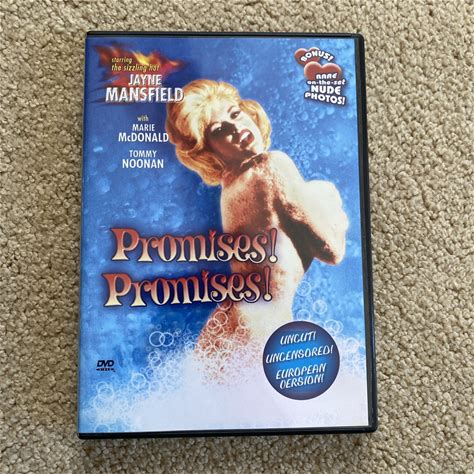 starring
the sizzling hot
JAYNE
MANSFIELD
with
MARIE
McDONALD
TOMMY
NOONAN
BONUS!
RARE
on-the-set
NUDE
PHOTOS!
Promises!
Promises!
UNCUT!
UNCENSORED!
EUROPEAN
VERSION!
DVD
VIDEO